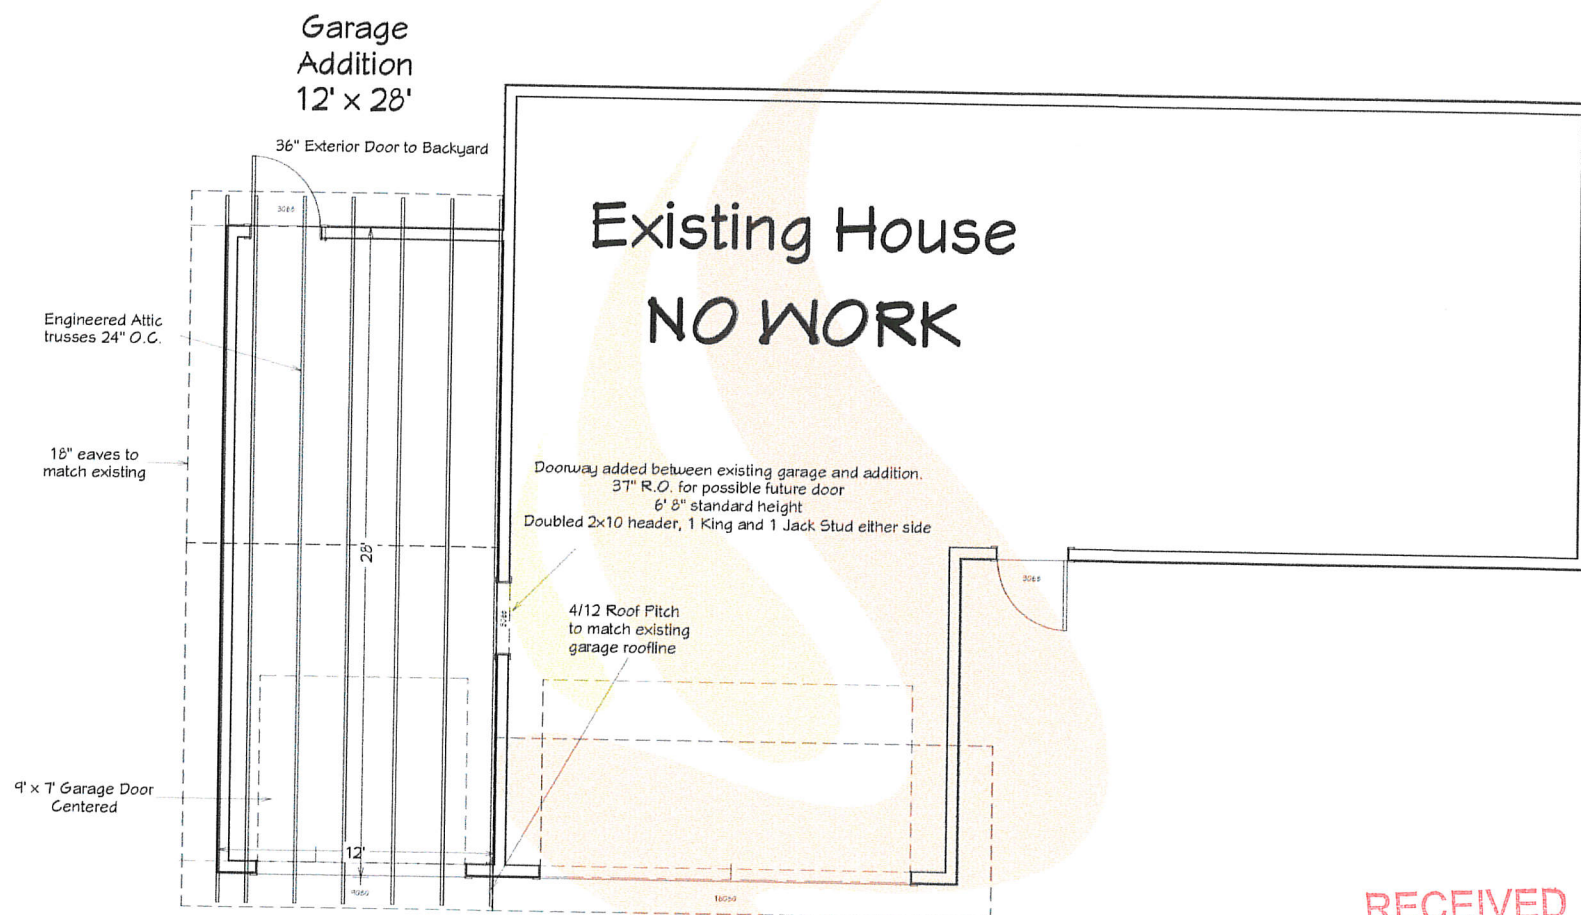 Garage
Addition
12' x 28'
36" Exterior Door to Backyard
3068
Existing House
NO WORK
Engineered Attic
trusses 24" O.C.
18" eaves to
match existing
Doorway added between existing garage and addition.
37" R.O. for possible future door
6' 8" standard height
Doubled 2x10 header, 1 King and 1 Jack Stud either side
28'
3068
3068
4/12 Roof Pitch
to match existing
garage roofline
9' x 7' Garage Door
Centered
12'
RECEIVED